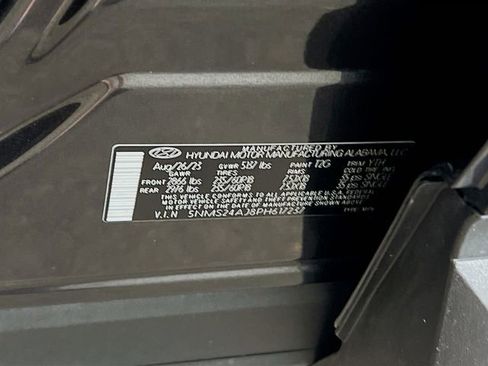 MANUFACTURED BY
HYUNDAI MOTOR MANUFACTURING ALABAMA, LLC
Aug/26/23 GVWR 5137 lbs PAINT T2G TRIM YTH
GAWR TIRES RIMS COLD TIRE INF.
FRONT 2866 lbs 235/60R18 7.5JX18 35 psi SINGLE
REAR 2976 lbs 235/60R18 7.5JX18 35 psi SINGLE
THIS VEHICLE CONFORMS TO ALL APPLICABLE U.S.A. FEDERAL
MOTOR VEHICLE SAFETY AND THEFT PREVENTION STANDARDS
IN EFFECT ON THE DATE OF MANUFACTURE SHOWN ABOVE.
V.I.N 5NMS24AJ8PH617237